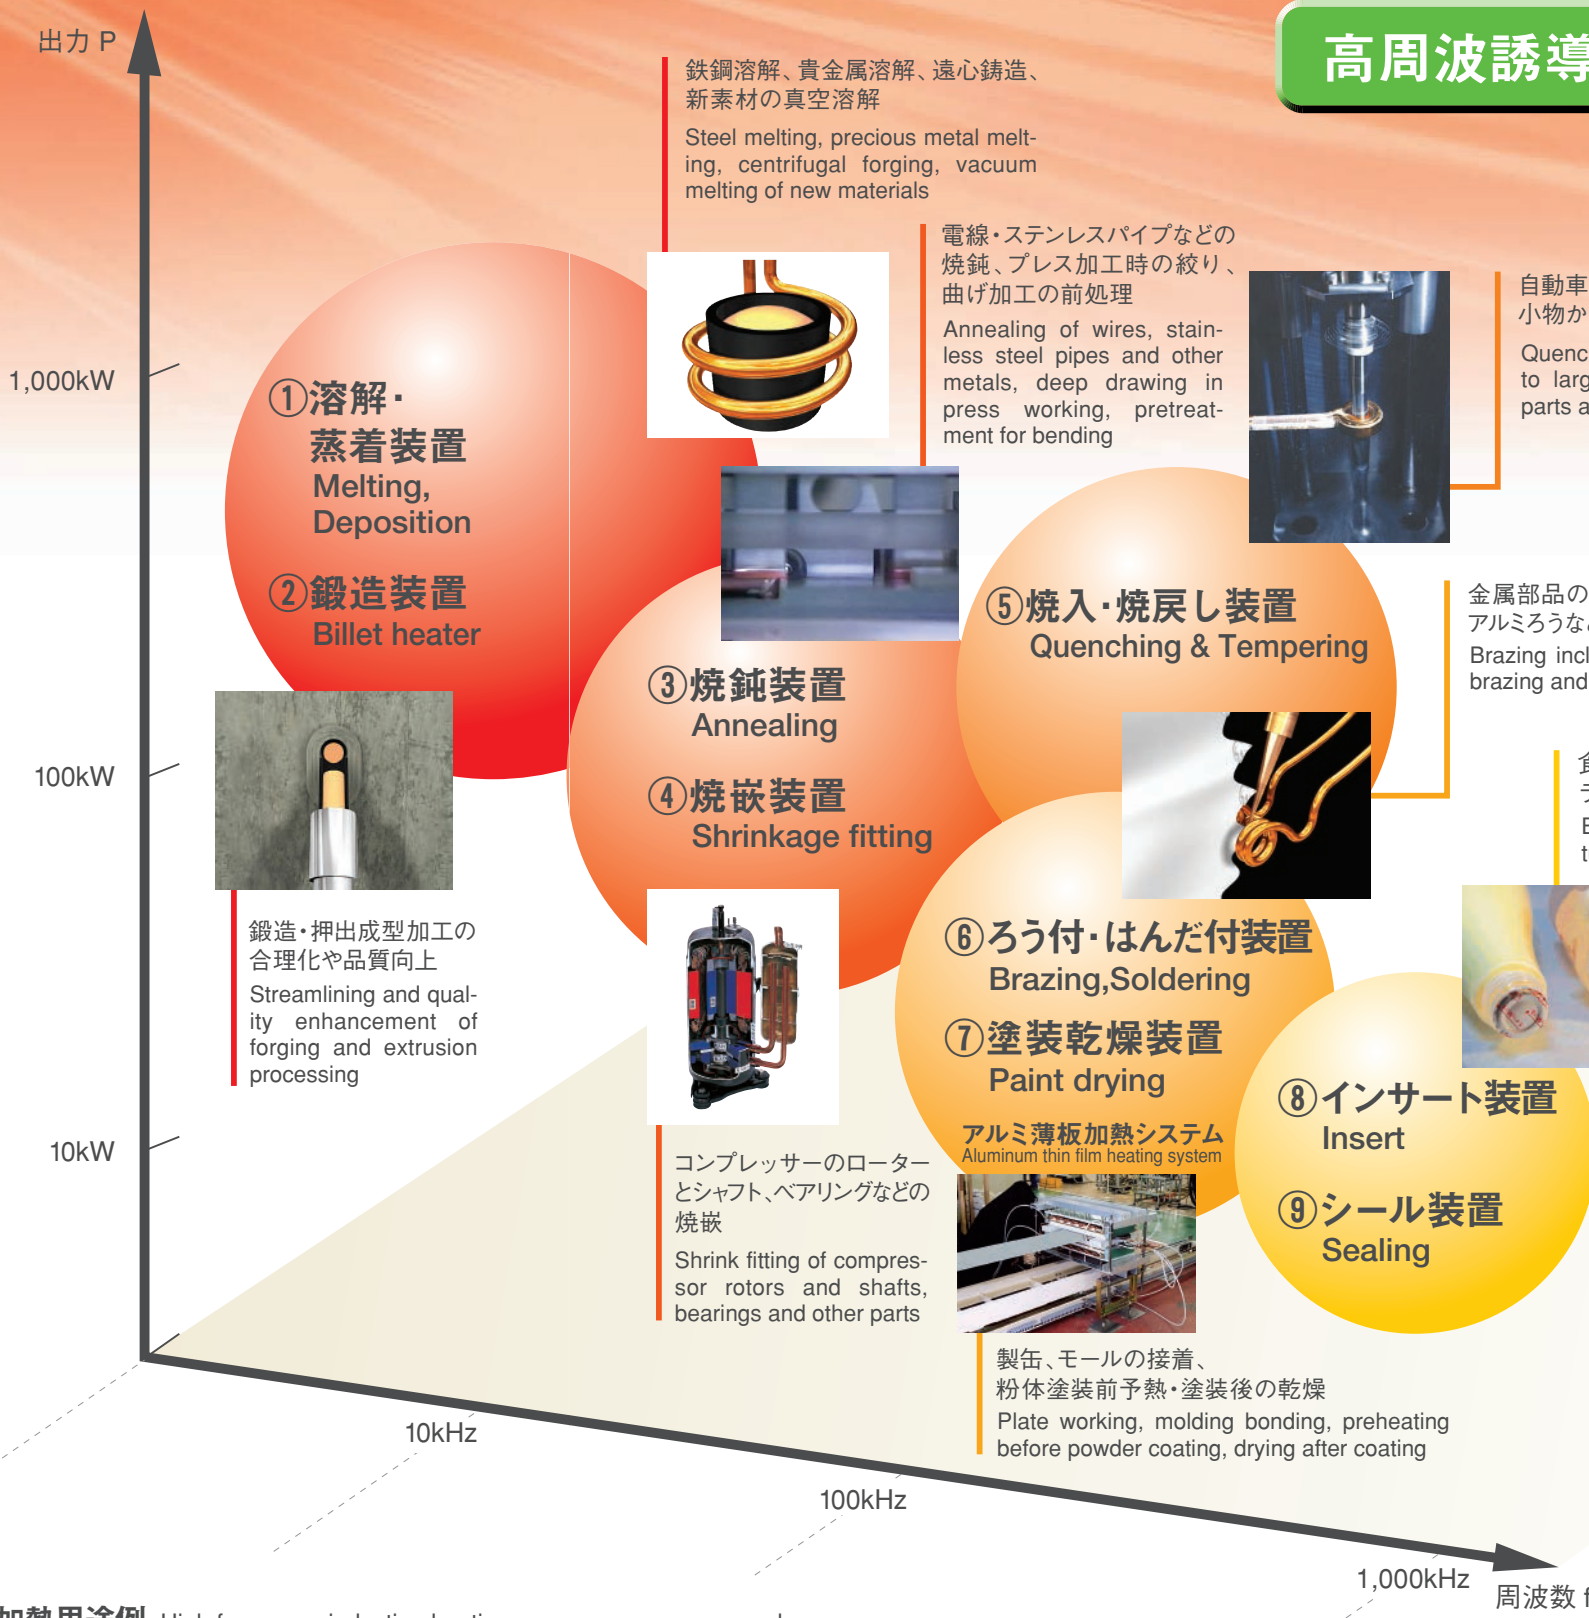 出力 P
高周波誘導
鉄鋼溶解、貴金属溶解、遠心鋳造、
新素材の真空溶解
Steel melting, precious metal melt-
ing, centrifugal forging, vacuum
melting of new materials
電線・ステンレスパイプなどの
焼鈍、プレス加工時の絞り、
曲げ加工の前処理
Annealing of wires, stain-
less steel pipes and other
metals, deep drawing in
press working, pretreat-
ment for bending
自動車
小物か
Quenc
to larg
parts a
1,000kW
①溶解・
蒸着装置
Melting,
Deposition
②鍛造装置
Billet heater
⑤焼入・焼戻し装置
Quenching & Tempering
金属部品の
アルミろうなど
Brazing incl
brazing and
③焼鈍装置
Annealing
④焼嵌装置
Shrinkage fitting
100kW
鍛造・押出成型加工の
合理化や品質向上
Streamlining and qual-
ity enhancement of
forging and extrusion
processing
⑥ろう付・はんだ付装置
Brazing,Soldering
⑦塗装乾燥装置
Paint drying
アルミ薄板加熱システム
Aluminum thin film heating system
⑧インサート装置
Insert
⑨シール装置
Sealing
10kW
コンプレッサーのローター
とシャフト、ベアリングなどの
焼嵌
Shrink fitting of compres-
sor rotors and shafts,
bearings and other parts
製缶、モールの接着、
粉体塗装前予熱・塗装後の乾燥
Plate working, molding bonding, preheating
before powder coating, drying after coating
10kHz
100kHz
1,000kHz
周波数 f